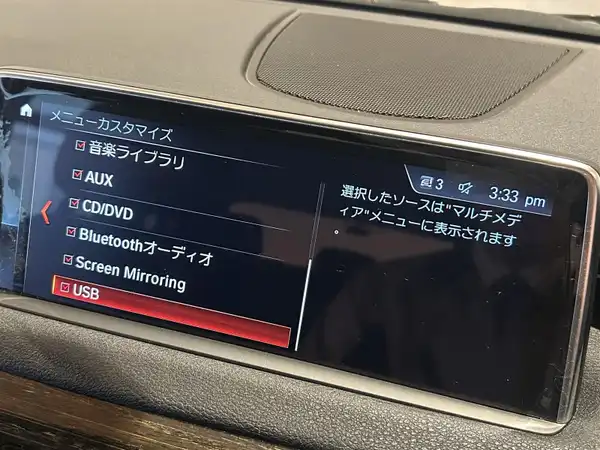 メニューカスタマイズ
音楽ライブラリ
AUX
CD/DVD
Bluetoothオーディオ
Screen Mirroring
USB
3 3:33 pm
選択したソースは"マルチメデ
ィア"メニューに表示されます
。